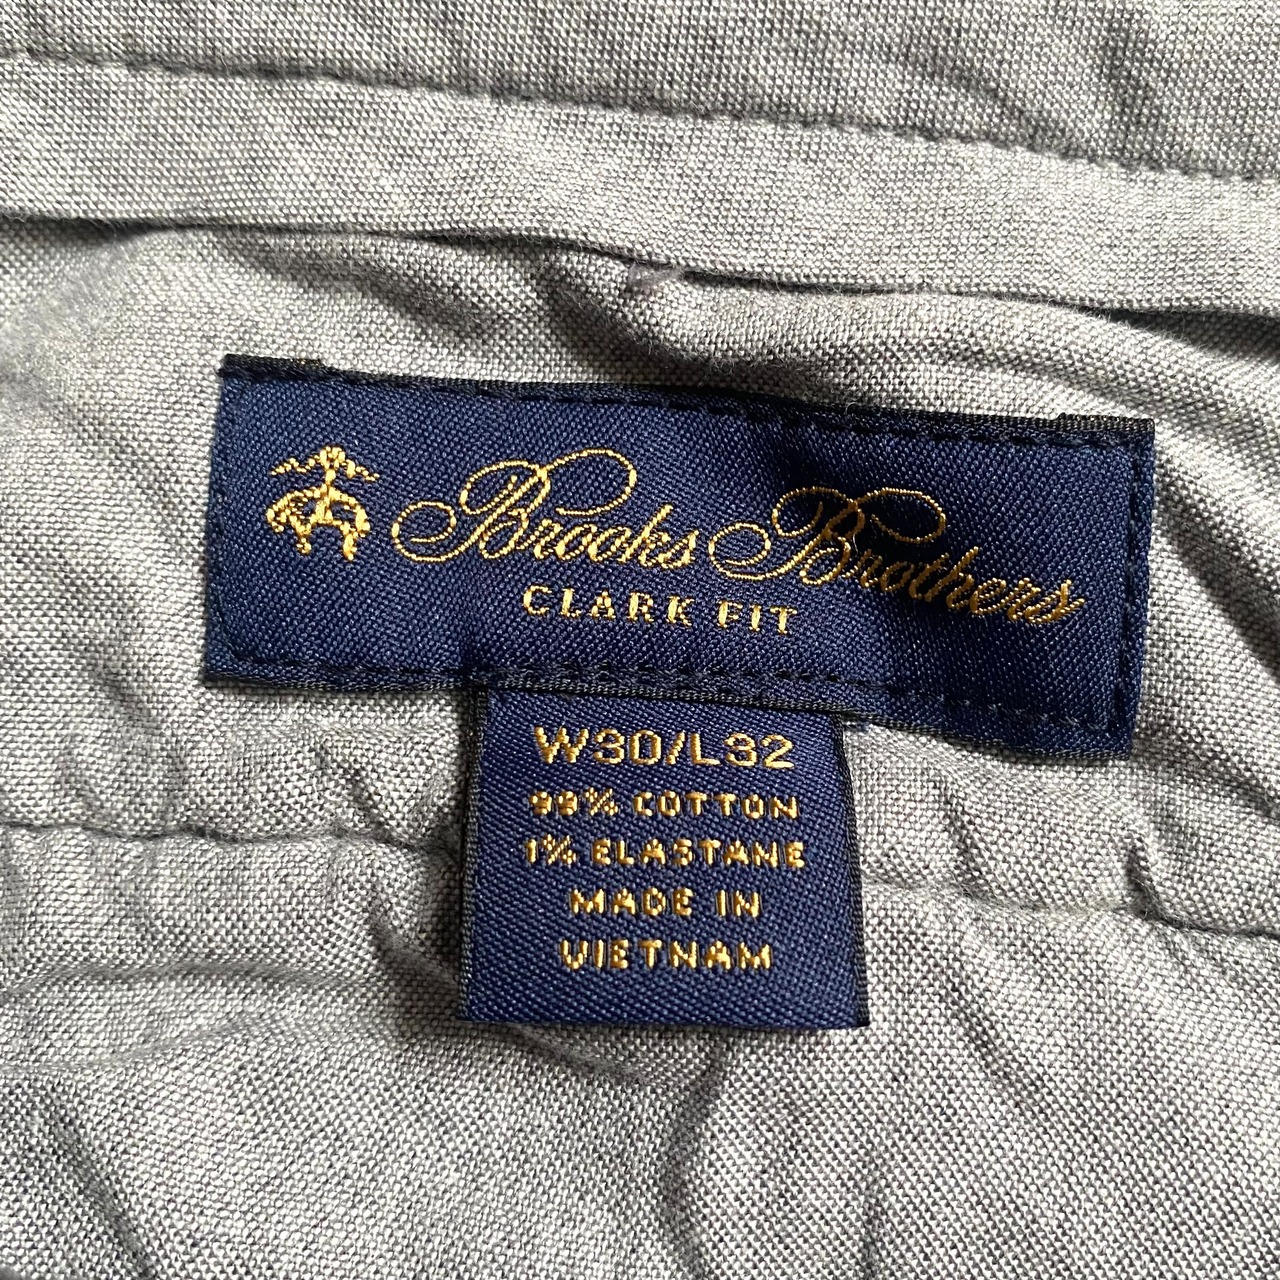 Brooks Brothers
CLARK FIT
W30/L32
99% COTTON
1% ELASTANE
MADE IN
VIETNAM